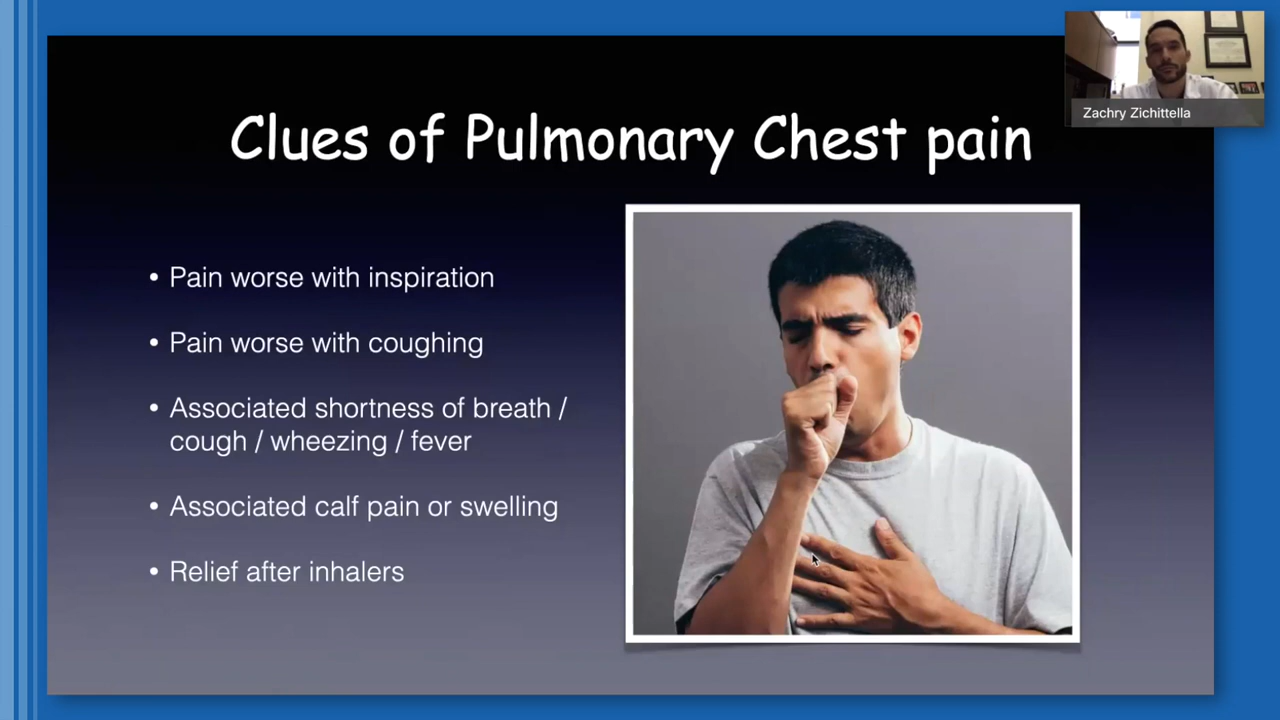 Clues of Pulmonary Chest pain
Zachry Zichittella
• Pain worse with inspiration
• Pain worse with coughing
• Associated shortness of breath /
cough / wheezing / fever
• Associated calf pain or swelling
• Relief after inhalers